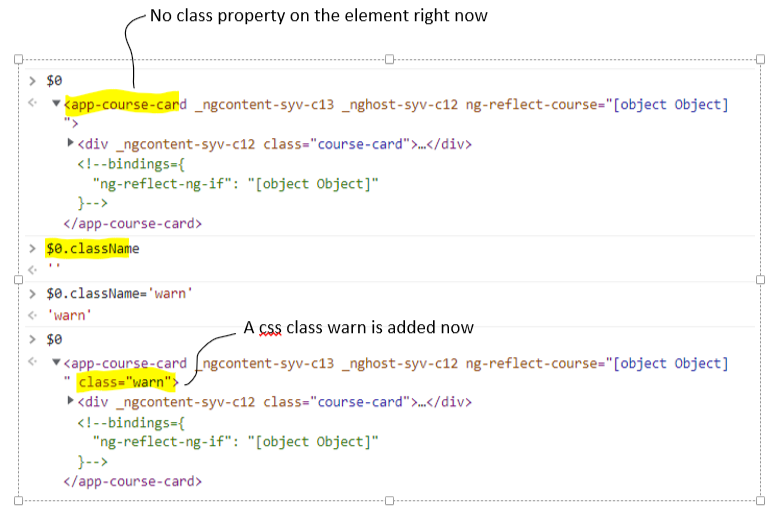 No class property on the element right now
> $0
<· ▼<app-course-card _ngcontent-syv-c13 _nghost-syv-c12 ng-reflect-course="[object Object]
">
▶<div _ngcontent-syv-c12 class="course-card">…</div>
<!--bindings={
"ng-reflect-ng-if": "[object Object]"
}-->
</app-course-card>
> $0.className
<· ''
> $0.className='warn'
<· 'warn'
A css class warn is added now
> $0
<· ▼<app-course-card _ngcontent-syv-c13 _nghost-syv-c12 ng-reflect-course="[object Object]
" class="warn">
▶<div _ngcontent-syv-c12 class="course-card">…</div>
<!--bindings={
"ng-reflect-ng-if": "[object Object]"
}-->
</app-course-card>